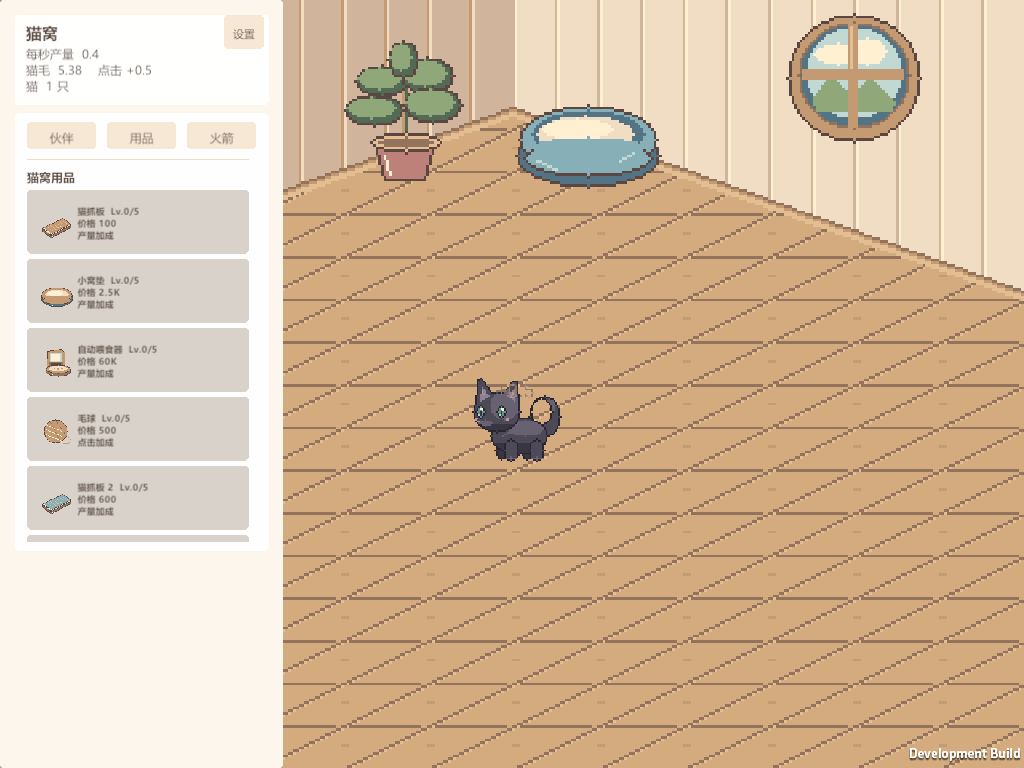 猫窝
设置
每秒产量 0.4
猫毛 5.38 点击 +0.5
猫 1 只
伙伴 用品 火箭
猫窝用品
猫抓板 Lv.0/5
价格 100
产量加成
小窝垫 Lv.0/5
价格 2.5K
产量加成
自动喂食器 Lv.0/5
价格 60K
产量加成
毛球 Lv.0/5
价格 500
点击加成
猫抓板 2 Lv.0/5
价格 600
产量加成
Development Build